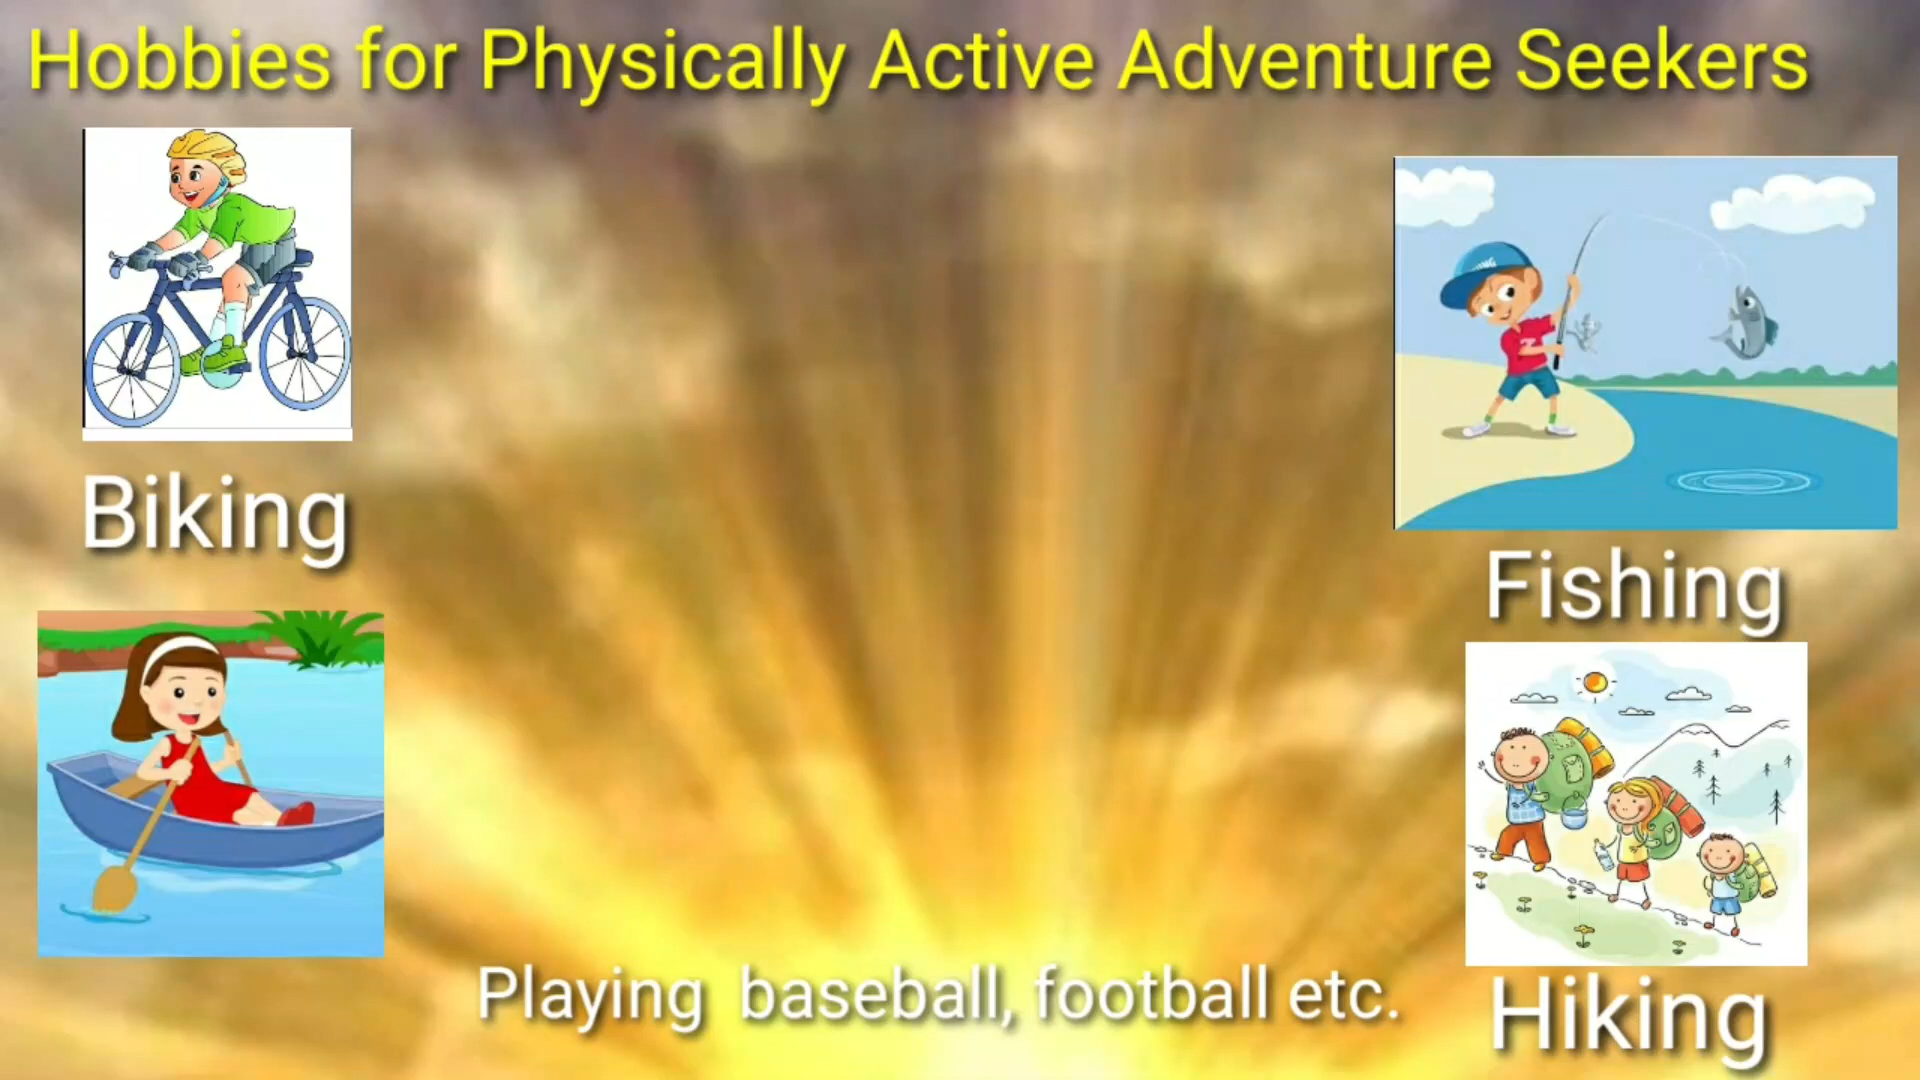 Hobbies for Physically Active Adventure Seekers
Biking
Fishing
Playing baseball, football etc.
Hiking